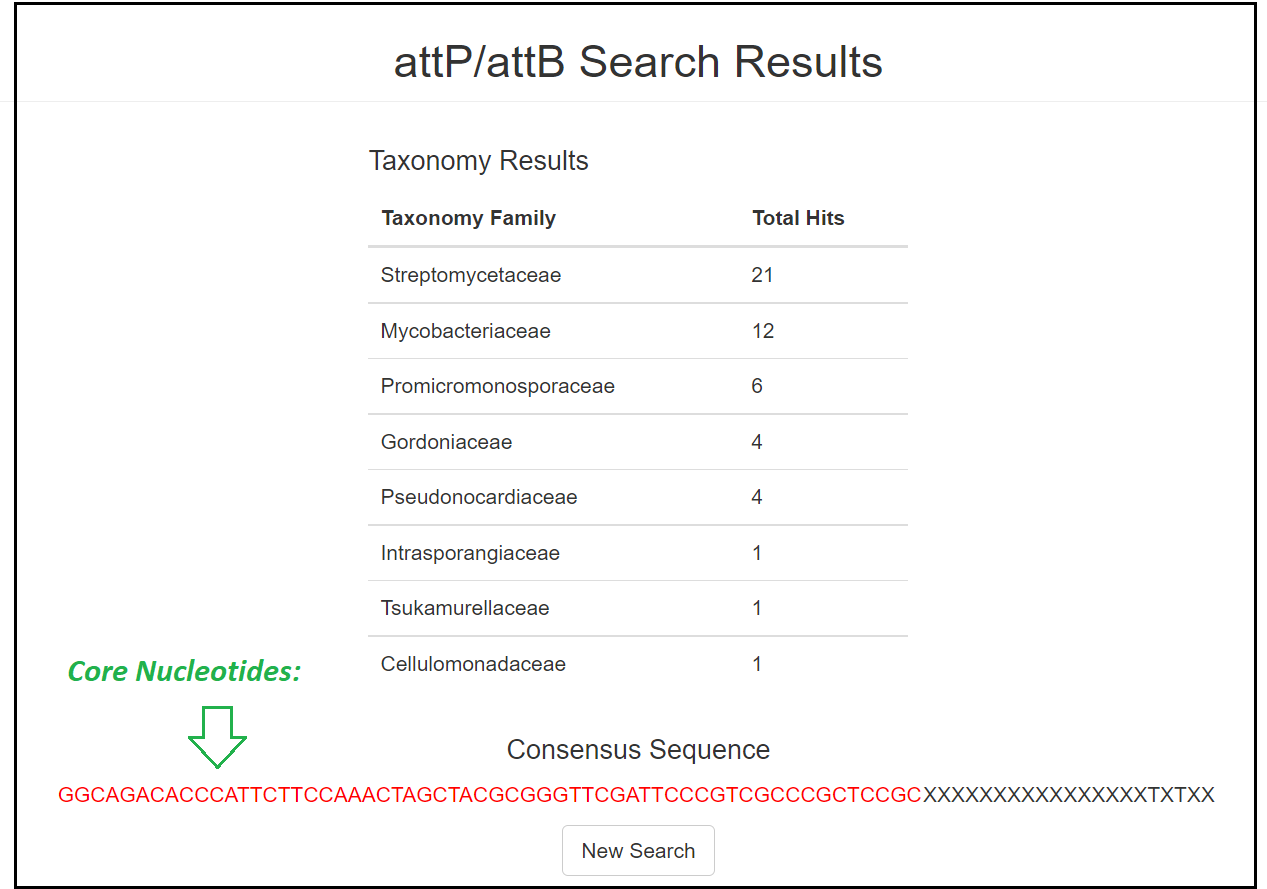 attP/attB Search Results
Taxonomy Results
Taxonomy Family Total Hits
Streptomycetaceae 21
Mycobacteriaceae 12
Promicromonosporaceae 6
Gordoniaceae 4
Pseudonocardiaceae 4
Intrasporangiaceae 1
Tsukamurellaceae 1
Cellulomonadaceae 1
Core Nucleotides:
Consensus Sequence
GGCAGACACCCATTCTTCCAAACTAGCTACGCGGGTTCGATTCCCGTCGCCCGCTCCGCXXXXXXXXXXXXXXXXTXTXX
New Search